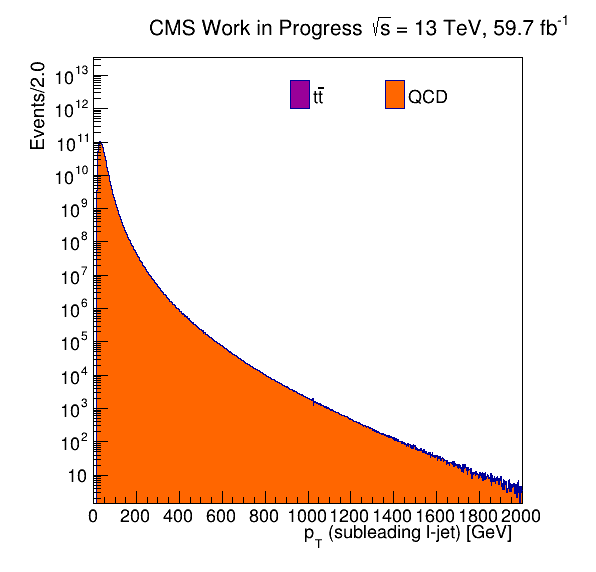 CMS Work in Progress √s = 13 TeV, 59.7 fb⁻¹
Events/2.0
tt̄
QCD
10¹³
10¹²
10¹¹
10¹⁰
10⁹
10⁸
10⁷
10⁶
10⁵
10⁴
10³
10²
10
0 200 400 600 800 1000 1200 1400 1600 1800 2000
p_T (subleading l-jet) [GeV]